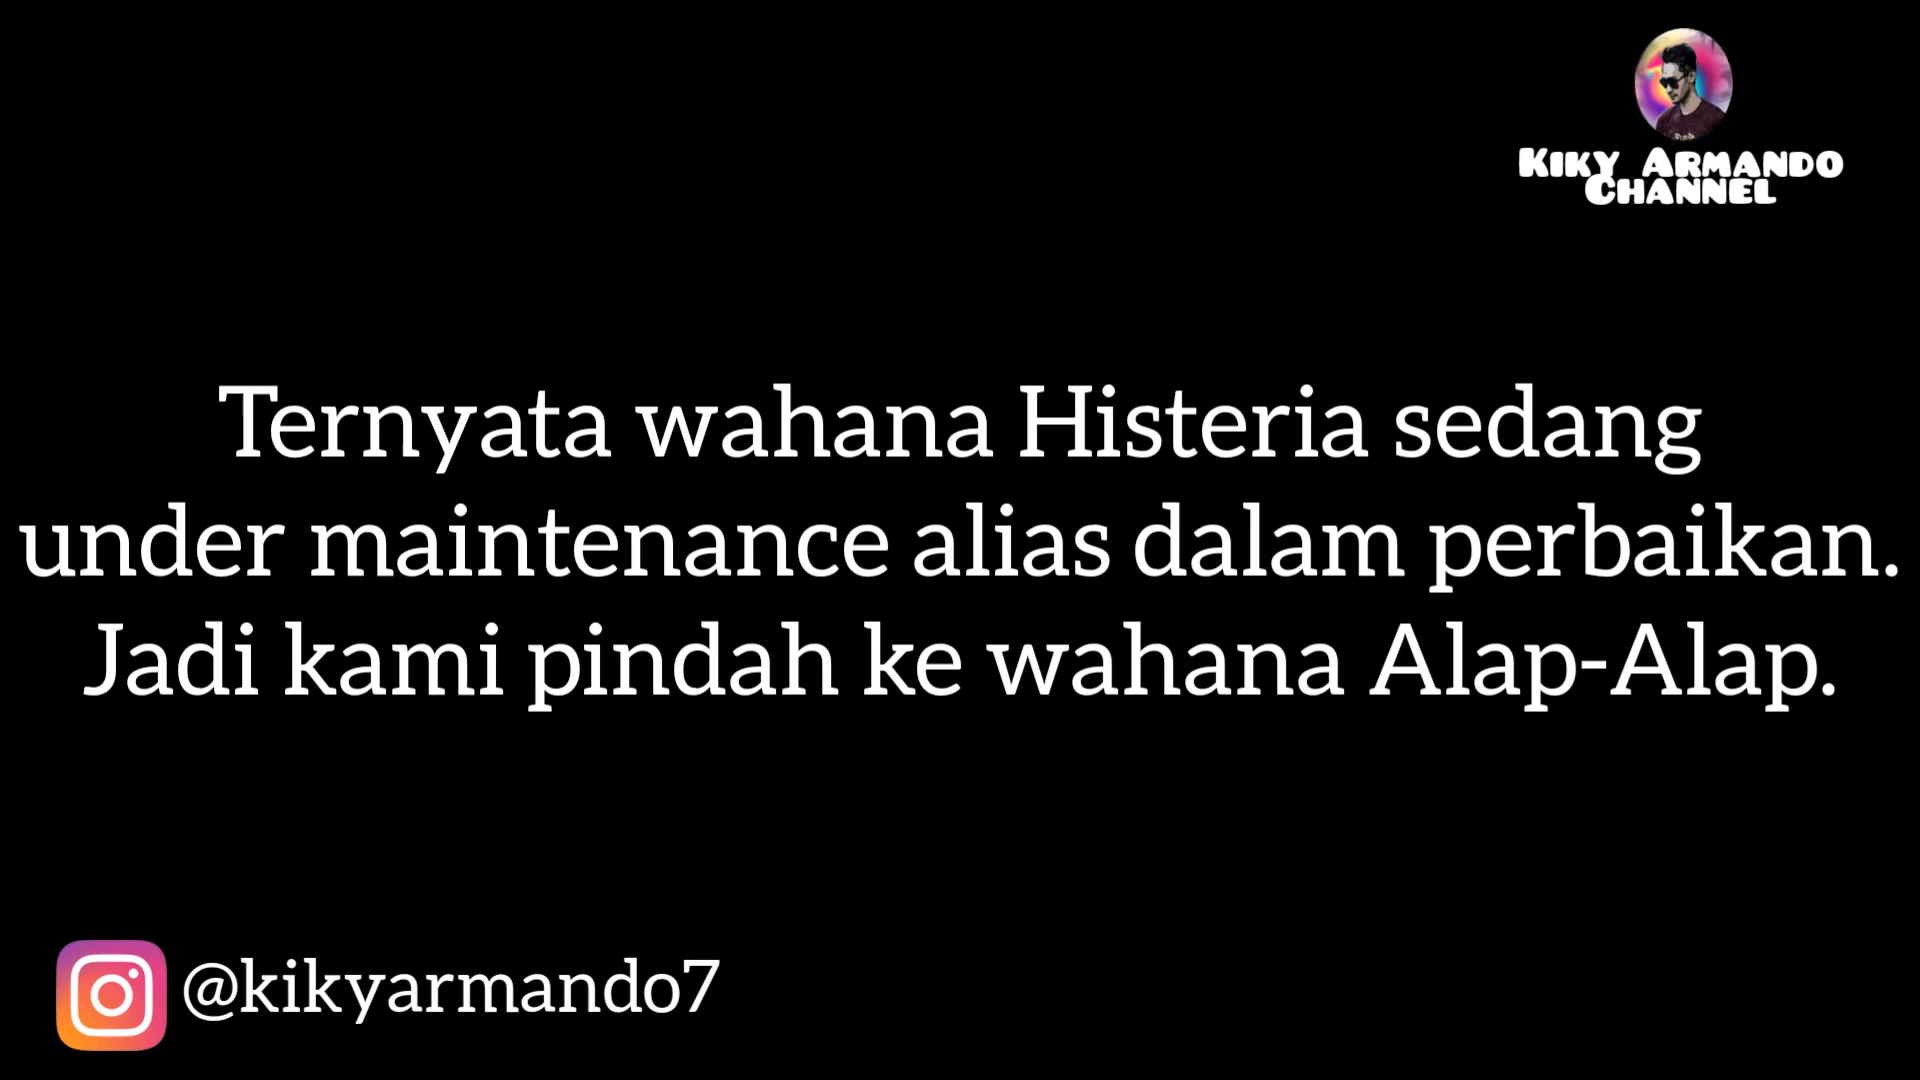 KIKY ARMANDO
CHANNEL
Ternyata wahana Histeria sedang
under maintenance alias dalam perbaikan.
Jadi kami pindah ke wahana Alap-Alap.
@kikyarmando7